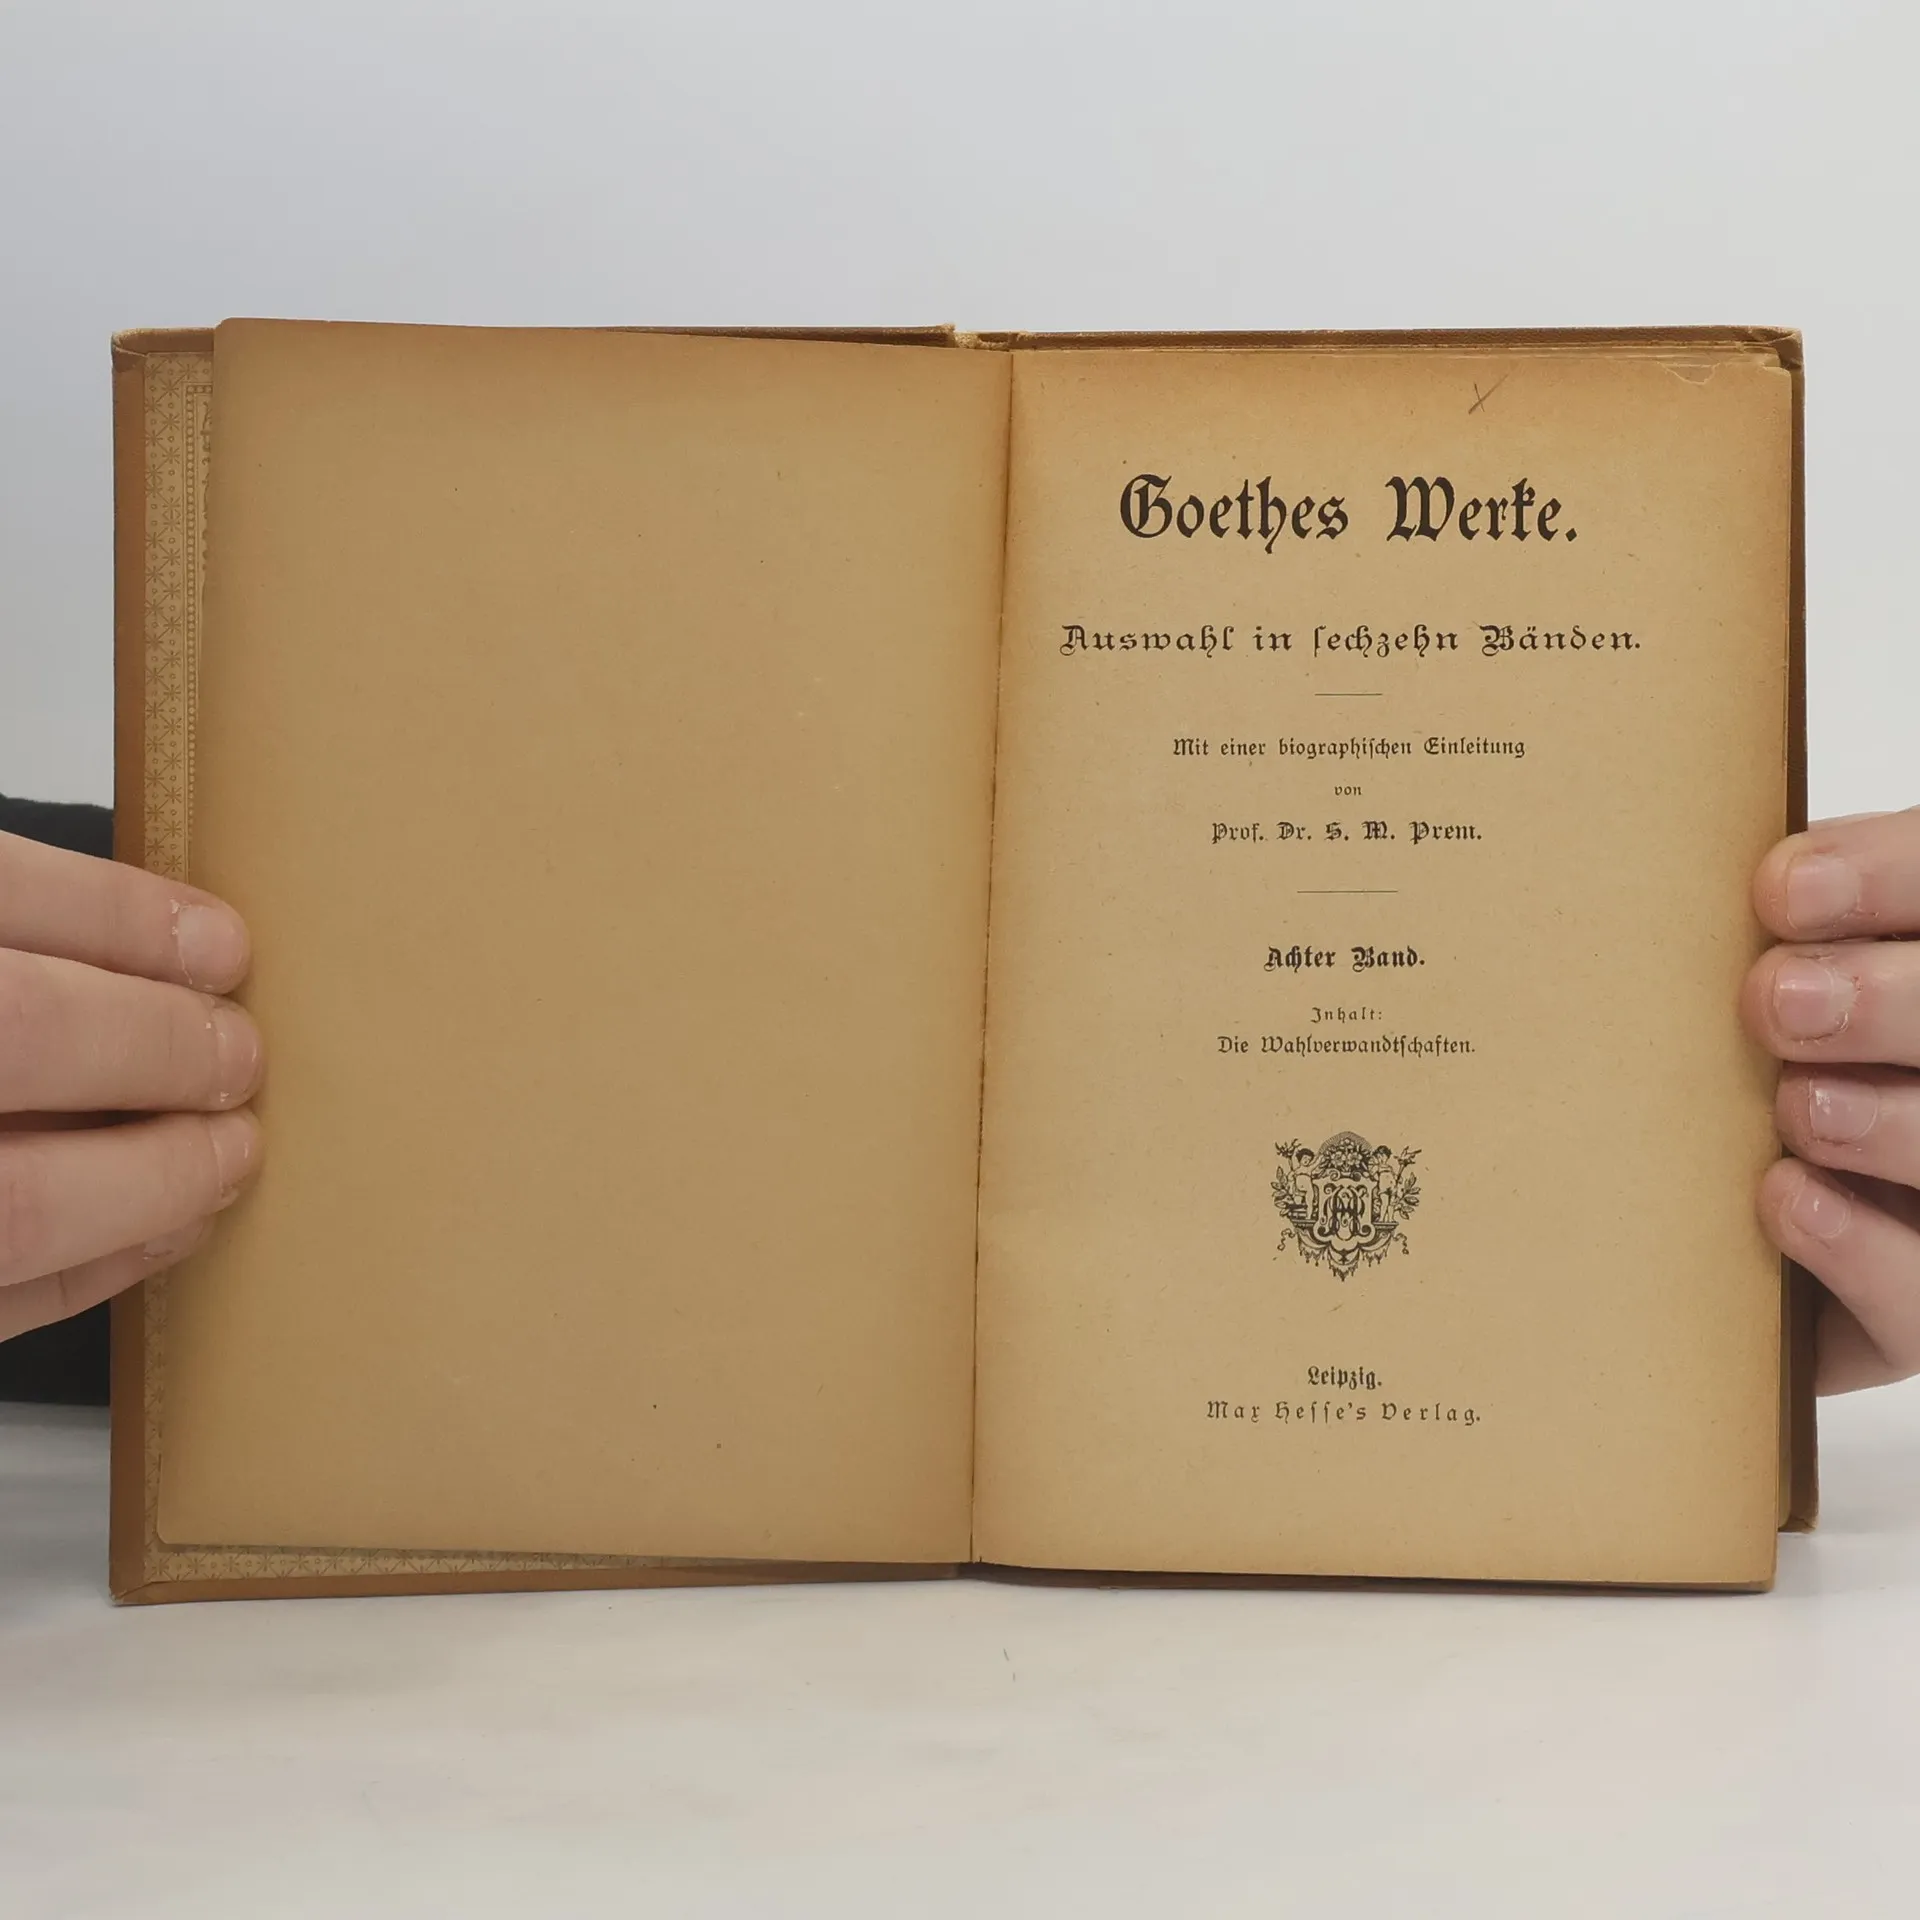 Goethes Werke.
Auswahl in sechzehn Bänden.
Mit einer biographischen Einleitung
von
Prof. Dr. S. M. Prem.
Achter Band.
Inhalt:
Die Wahlverwandtschaften.
Leipzig.
Max Hesse's Verlag.